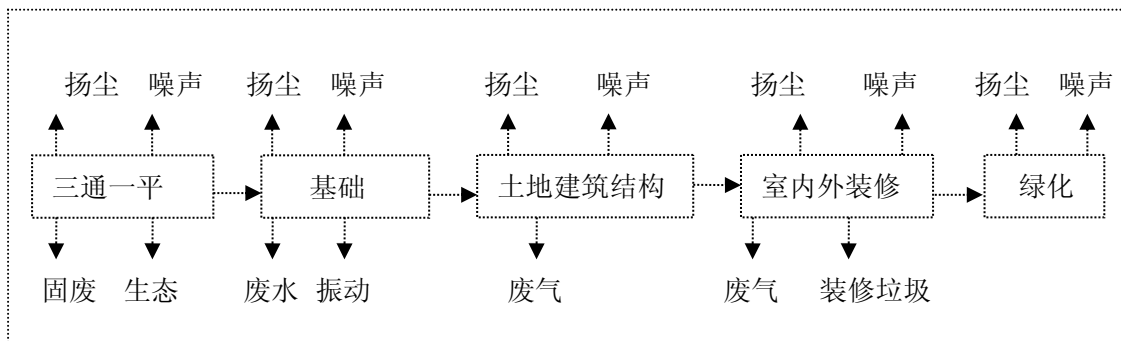 扬尘 噪声 扬尘 噪声 扬尘 噪声 扬尘 噪声 扬尘 噪声
三通一平 基础 土地建筑结构 室内外装修 绿化
固废 生态 废水 振动 废气 废气 装修垃圾